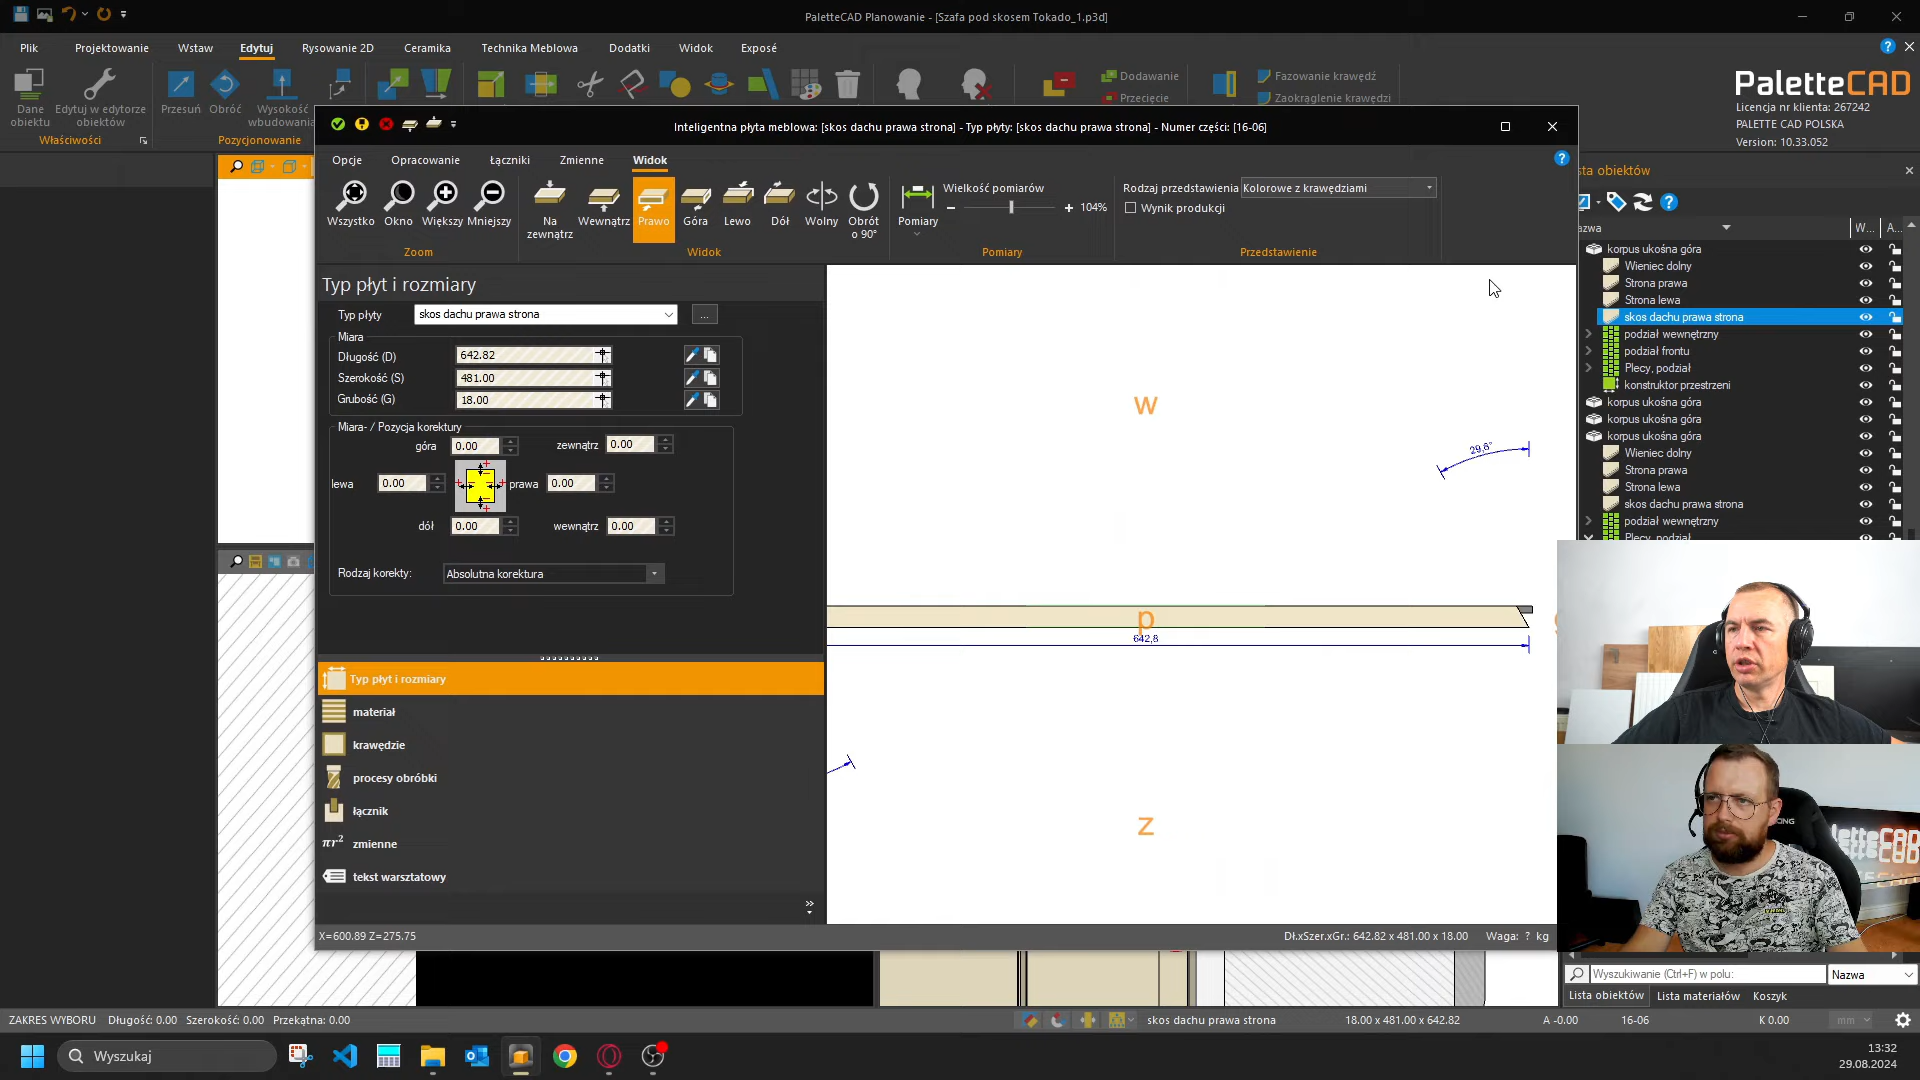 PaletteCAD Planowanie - [Szafa pod skosem Tokado_1.p3d]
Plik Projektowanie Wstaw Edytuj Rysowanie 2D Ceramika Technika Meblowa Dodatki Widok Exposé
Dane obiektu
Edytuj w edytorze obiektów
Przesuń
Obróć
Wysokość wbudowania
Dodawanie
Przecięcie
Fazowanie krawędź
Zaokrąglenie krawędzi
Właściwości
Pozycjonowanie
PaletteCAD
Licencja nr klienta: 267242
PALETTE CAD POLSKA
Version: 10.33.052
Inteligentna płyta meblowa: [skos dachu prawa strona] - Typ płyty: [skos dachu prawa strona] - Numer części: [16-06]
Opcje Opracowanie Łączniki Zmienne Widok
Wszystko
Okno
Większy
Mniejszy
Na zewnątrz
Wewnątrz
Prawo
Góra
Lewo
Dół
Wolny
Obrót o 90°
Pomiary
Wielkość pomiarów
- + 104%
Rodzaj przedstawienia Kolorowe z krawędziami
Wynik produkcji
Zoom
Widok
Pomiary
Przedstawienie
Typ płyt i rozmiary
Typ płyty skos dachu prawa strona ...
Miara
Długość (D) 642.82
Szerokość (S) 481.00
Grubość (G) 18.00
Miara- / Pozycja korektury
góra 0.00 zewnątrz 0.00
lewa 0.00 prawa 0.00
dół 0.00 wewnątrz 0.00
Rodzaj korekty: Absolutna korektura
Typ płyt i rozmiary
materiał
krawędzie
procesy obróbki
łącznik
πr² zmienne
tekst warsztatowy
w
29,6°
p
642,8
z
X=600.89 Z=275.75
Dł.xSzer.xGr.: 642.82 x 481.00 x 18.00 Waga: ? kg
sta obiektów
azwa W... A...
korpus ukośna góra
Wieniec dolny
Strona prawa
Strona lewa
skos dachu prawa strona
podział wewnętrzny
podział frontu
Plecy, podział
konstruktor przestrzeni
korpus ukośna góra
korpus ukośna góra
korpus ukośna góra
Wieniec dolny
Strona prawa
Strona lewa
skos dachu prawa strona
podział wewnętrzny
Plecy, podział
Wyszukiwanie (Ctrl+F) w polu: Nazwa
Lista obiektów Lista materiałów Koszyk
ZAKRES WYBORU Długość: 0.00 Szerokość: 0.00 Przekątna: 0.00
skos dachu prawa strona 18.00 x 481.00 x 642.82 A -0.00 16-06 K 0.00 mm
Wyszukaj
13:32
29.08.2024